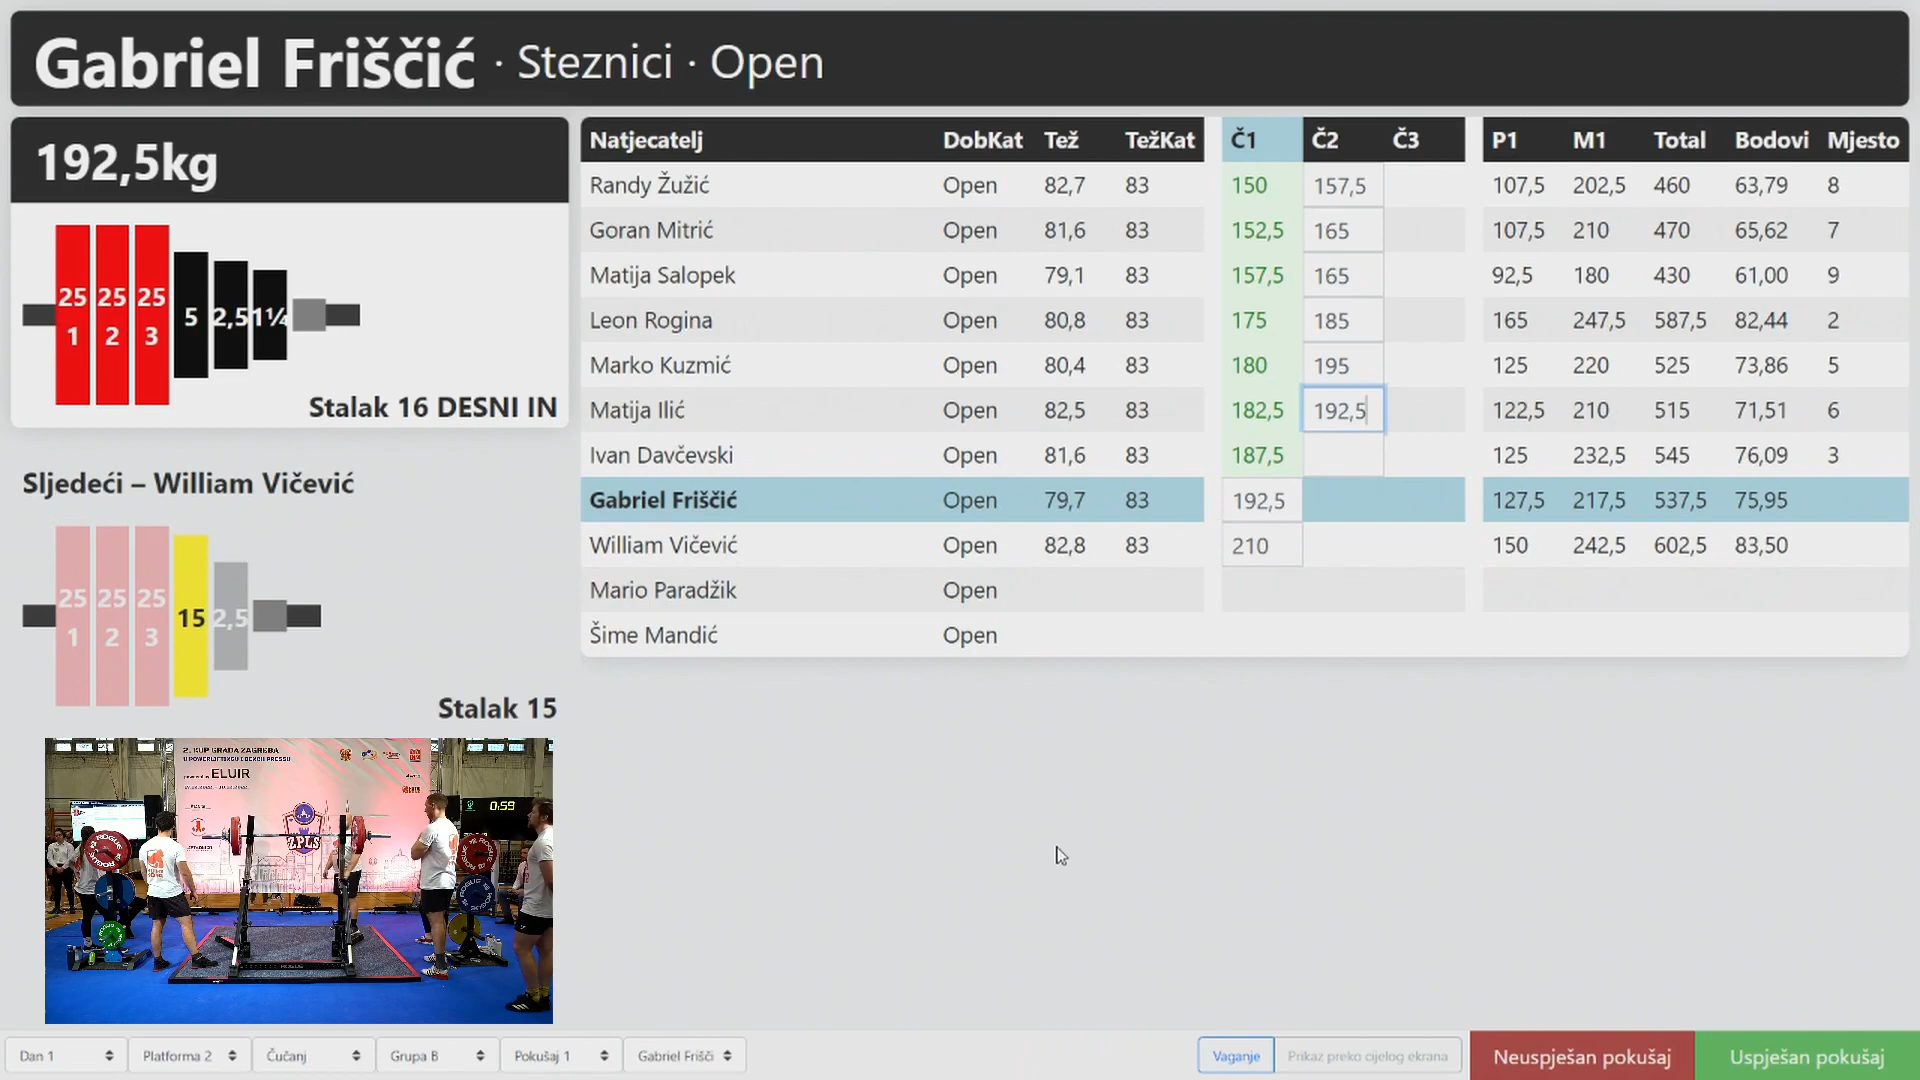 Gabriel Friščić · Steznici · Open
192,5kg
25 25 25 5 2,5 1¼
1 2 3
Stalak 16 DESNI IN
Sljedeći – William Vičević
25 25 25 15 2,5
1 2 3
Stalak 15
Natjecatelj DobKat Tež TežKat Č1 Č2 Č3 P1 M1 Total Bodovi Mjesto
Randy Žužić Open 82,7 83 150 157,5 107,5 202,5 460 63,79 8
Goran Mitrić Open 81,6 83 152,5 165 107,5 210 470 65,62 7
Matija Salopek Open 79,1 83 157,5 165 92,5 180 430 61,00 9
Leon Rogina Open 80,8 83 175 185 165 247,5 587,5 82,44 2
Marko Kuzmić Open 80,4 83 180 195 125 220 525 73,86 5
Matija Ilić Open 82,5 83 182,5 192,5 122,5 210 515 71,51 6
Ivan Davčevski Open 81,6 83 187,5 125 232,5 545 76,09 3
Gabriel Friščić Open 79,7 83 192,5 127,5 217,5 537,5 75,95
William Vičević Open 82,8 83 210 150 242,5 602,5 83,50
Mario Paradžik Open
Šime Mandić Open
2. KUP GRADA ZAGREBA
U POWERLIFTINGU I BENCH PRESSU
ELUIR
0:59
ZPLS
ROGUE
Dan 1 Platforma 2 Čučanj Grupa B Pokušaj 1 Gabriel Frišči Vaganje Prikaz preko cijelog ekrana Neuspješan pokušaj Uspješan pokušaj